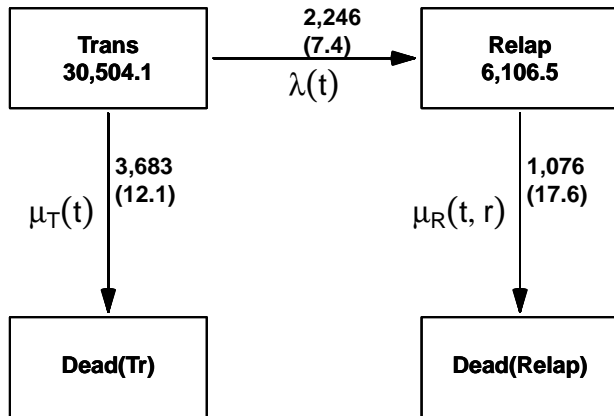 Trans
30,504.1
2,246
(7.4)
λ(t)
Relap
6,106.5
3,683
(12.1)
μT(t)
1,076
(17.6)
μR(t, r)
Dead(Tr)
Dead(Relap)